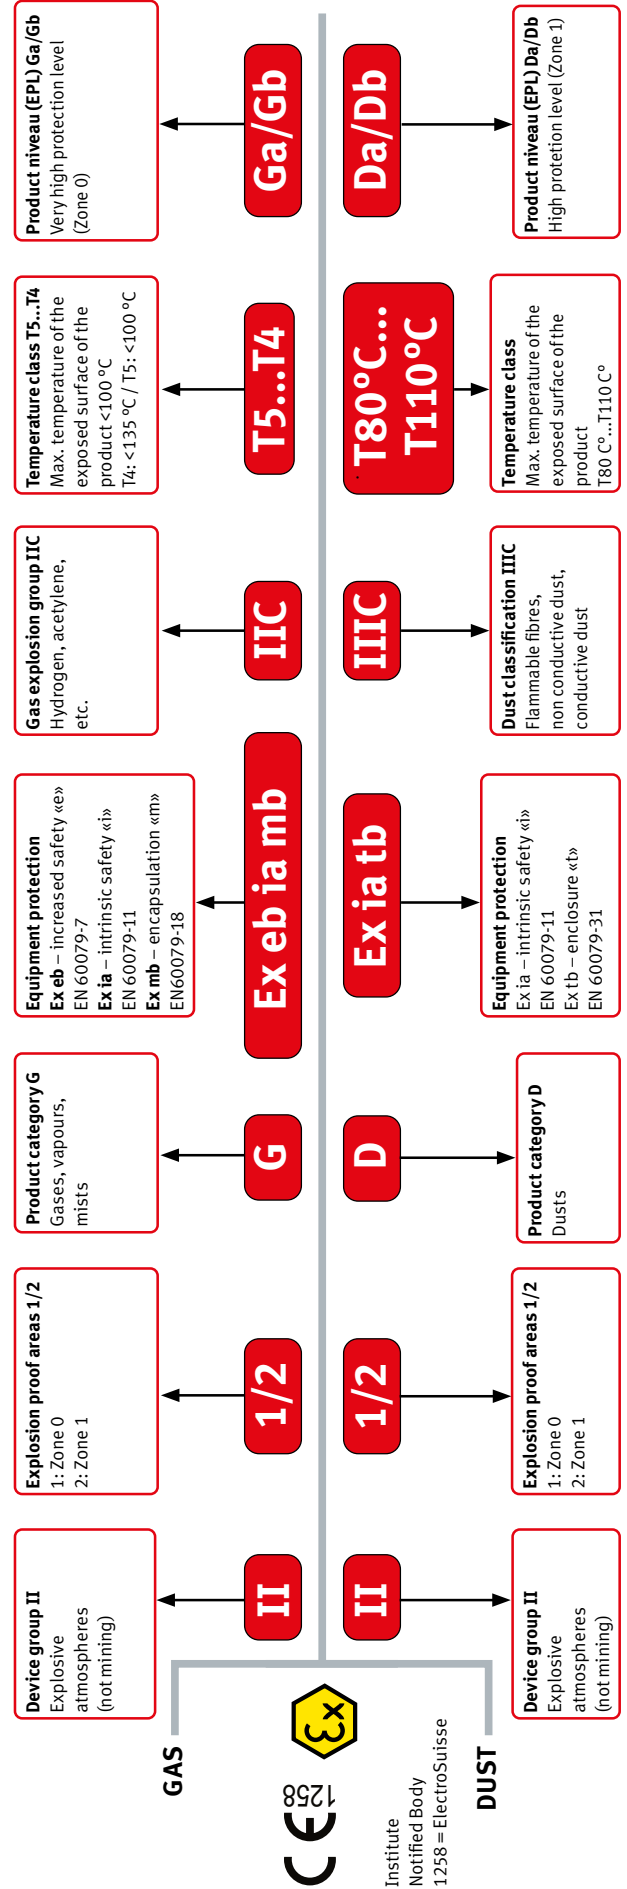 GAS
Device group II
Explosive
atmospheres
(not mining)
Explosion proof areas 1/2
1: Zone 0
2: Zone 1
Product category G
Gases, vapours,
mists
Equipment protection
Ex eb – increased safety «e»
EN 60079-7
Ex ia – intrinsic safety «i»
EN 60079-11
Ex mb – encapsulation «m»
EN60079-18
Gas explosion group IIC
Hydrogen, acetylene,
etc.
Temperature class T5...T4
Max. temperature of the
exposed surface of the
product <100 °C
T4: <135 °C / T5: <100 °C
Product niveau (EPL) Ga/Gb
Very high protection level
(Zone 0)
II
1/2
G
Ex eb ia mb
IIC
T5...T4
Ga/Gb
CE
1258
Ex
II
1/2
D
Ex ia tb
IIIC
T80°C...
T110°C
Da/Db
Institute
Notified Body
1258 = ElectroSuisse
DUST
Device group II
Explosive
atmospheres
(not mining)
Explosion proof areas 1/2
1: Zone 0
2: Zone 1
Product category D
Dusts
Equipment protection
Ex ia – intrinsic safety «i»
EN 60079-11
Ex tb – enclosure «t»
EN 60079-31
Dust classification IIIC
Flammable fibres,
non conductive dust,
conductive dust
Temperature class
Max. temperature of the
exposed surface of the
product
T80 C°...T110 C°
Product niveau (EPL) Da/Db
High protetion level (Zone 1)